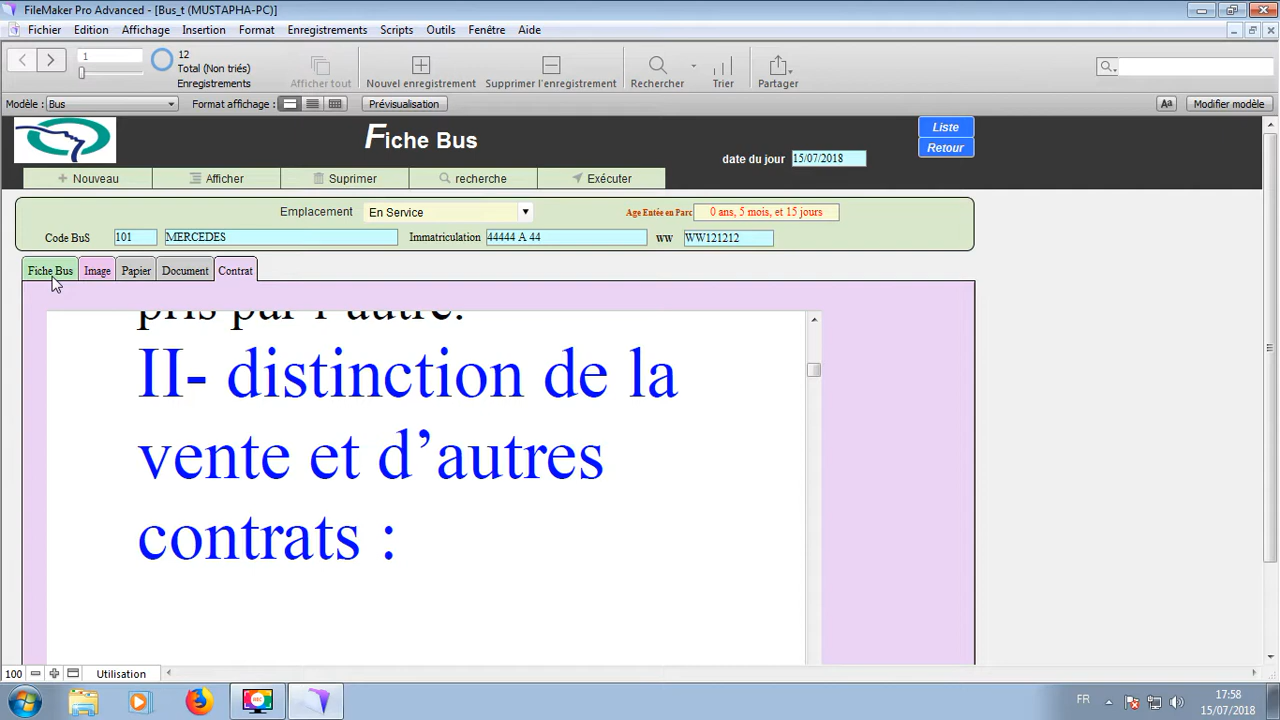 FileMaker Pro Advanced - [Bus_t (MUSTAPHA-PC)]
Fichier Edition Affichage Insertion Format Enregistrements Scripts Outils Fenêtre Aide
1
12
Total (Non triés)
Enregistrements
Afficher tout
Nouvel enregistrement
Supprimer l'enregistrement
Rechercher
Trier
Partager
Modèle : Bus
Format affichage :
Prévisualisation
Aa
Modifier modèle
Fiche Bus
date du jour 15/07/2018
Liste
Retour
Nouveau
Afficher
Suprimer
recherche
Exécuter
Emplacement En Service
Age Entée en Parc 0 ans, 5 mois, et 15 jours
Code BuS 101 MERCEDES Immatriculation 44444 A 44 WW WW121212
Fiche Bus Image Papier Document Contrat
pris par l'autre.
II- distinction de la
vente et d’autres
contrats :
100
Utilisation
FR
17:58
15/07/2018